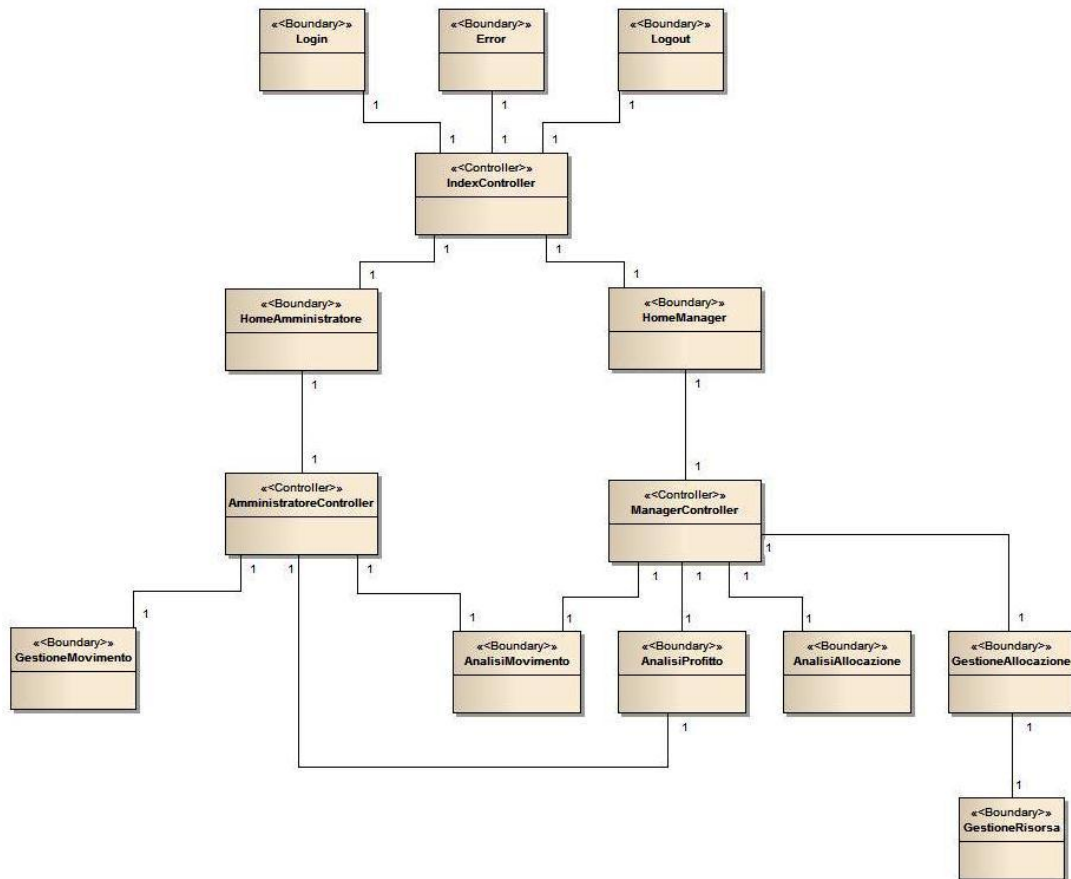 «<Boundary>»
Login
«<Boundary>»
Error
«<Boundary>»
Logout
1
1
1
1
1
1
«<Controller>»
IndexController
1
1
1
1
«<Boundary>»
HomeAmministratore
«<Boundary>»
HomeManager
1
1
1
1
«<Controller>»
AmministratoreController
«<Controller>»
ManagerController
1
1
1
1
1
1
1
1
1
1
1
1
1
1
«<Boundary>»
GestioneMovimento
«<Boundary>»
AnalisiMovimento
«<Boundary>»
AnalisiProfitto
«<Boundary>»
AnalisiAllocazione
«<Boundary>»
GestioneAllocazione
1
1
1
«<Boundary>»
GestioneRisorsa